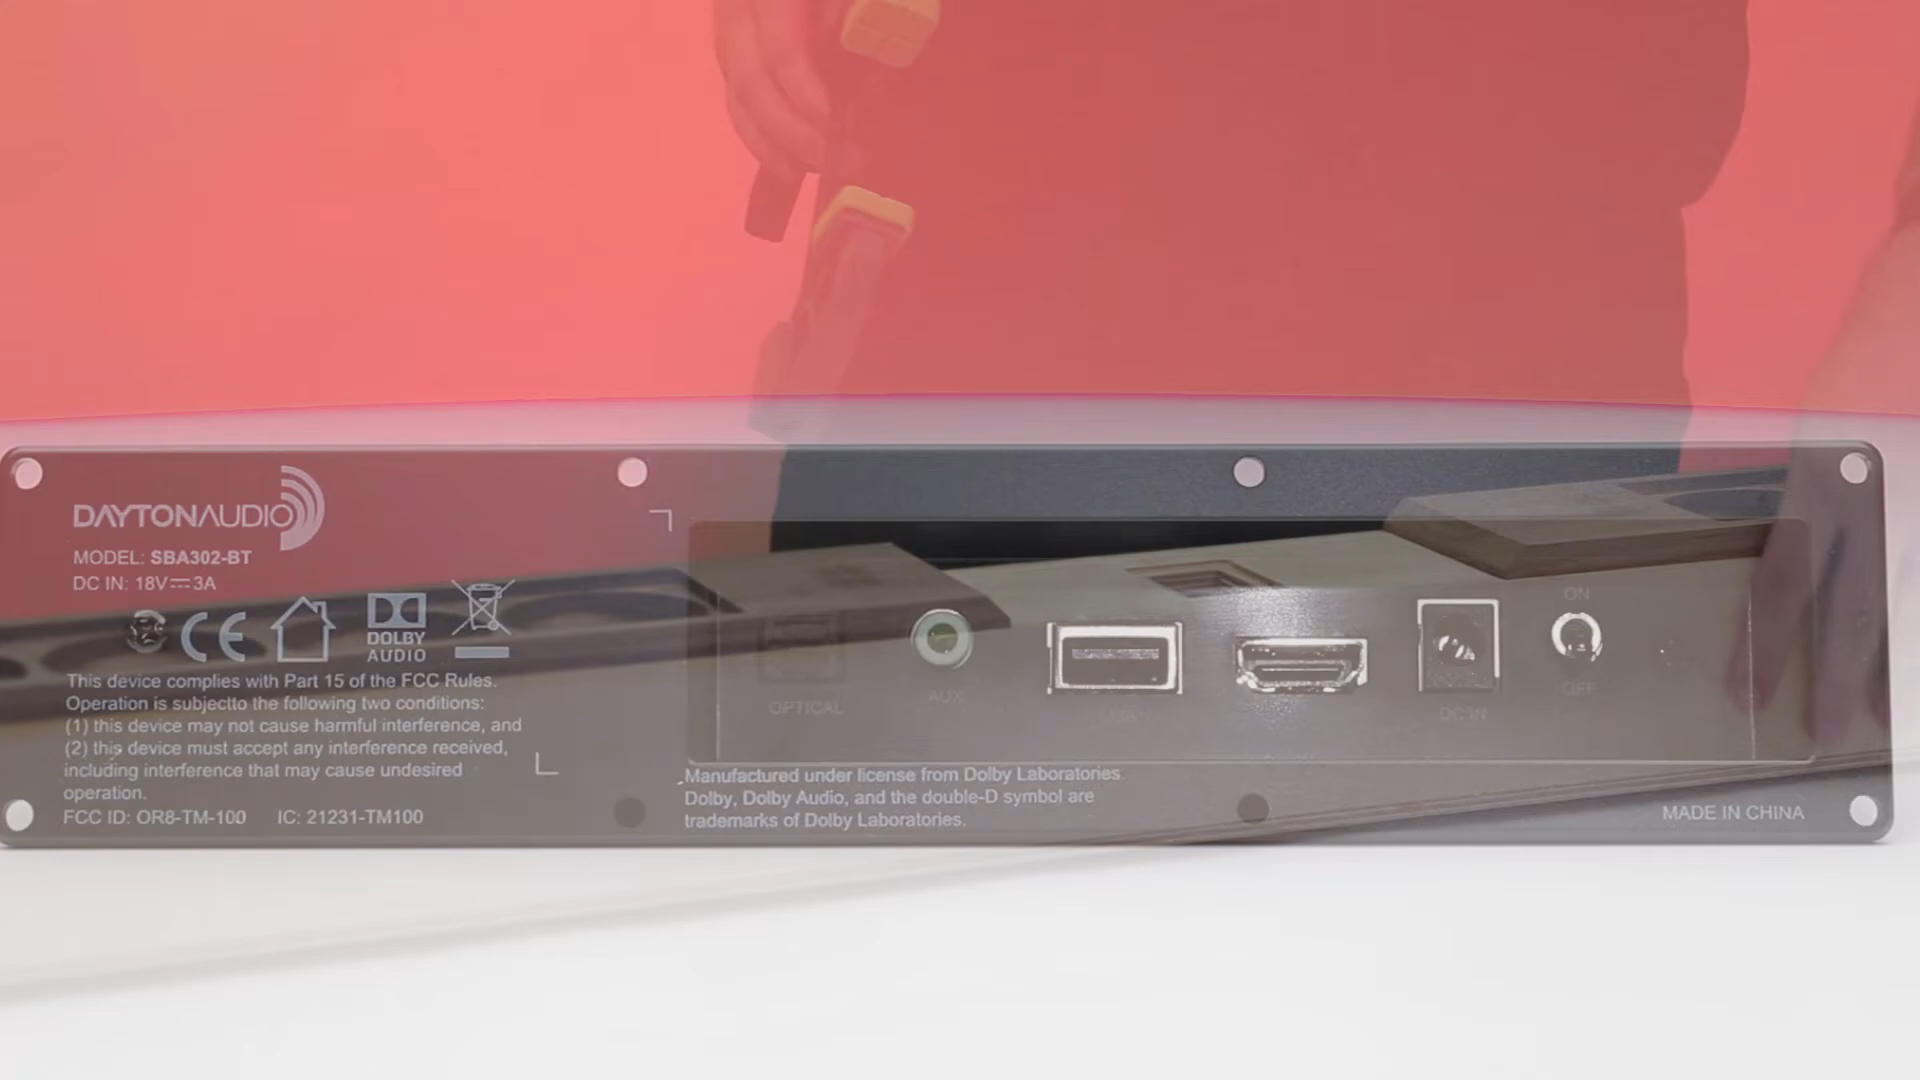 DAYTONAUDIO
MODEL: SBA302-BT
DC IN: 18V⎓3A
CE
DOLBY
AUDIO
This device complies with Part 15 of the FCC Rules.
Operation is subjectto the following two conditions:
(1) this device may not cause harmful interference, and
(2) this device must accept any interference received,
including interference that may cause undesired
operation.
FCC ID: OR8-TM-100 IC: 21231-TM100
OPTICAL
AUX
USB
DC IN
ON
OFF
Manufactured under license from Dolby Laboratories.
Dolby, Dolby Audio, and the double-D symbol are
trademarks of Dolby Laboratories.
MADE IN CHINA